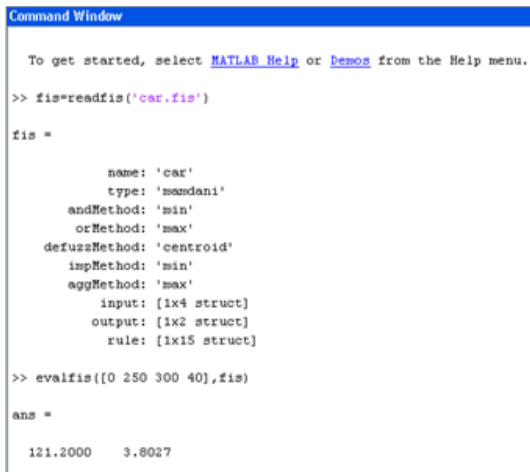 Command Window
To get started, select MATLAB Help or Demos from the Help menu.
>> fis=readfis('car.fis')
fis =
name: 'car'
type: 'mamdani'
andMethod: 'min'
orMethod: 'max'
defuzzMethod: 'centroid'
impMethod: 'min'
aggMethod: 'max'
input: [1x4 struct]
output: [1x2 struct]
rule: [1x15 struct]
>> evalfis([0 250 300 40],fis)
ans =
121.2000 3.8027